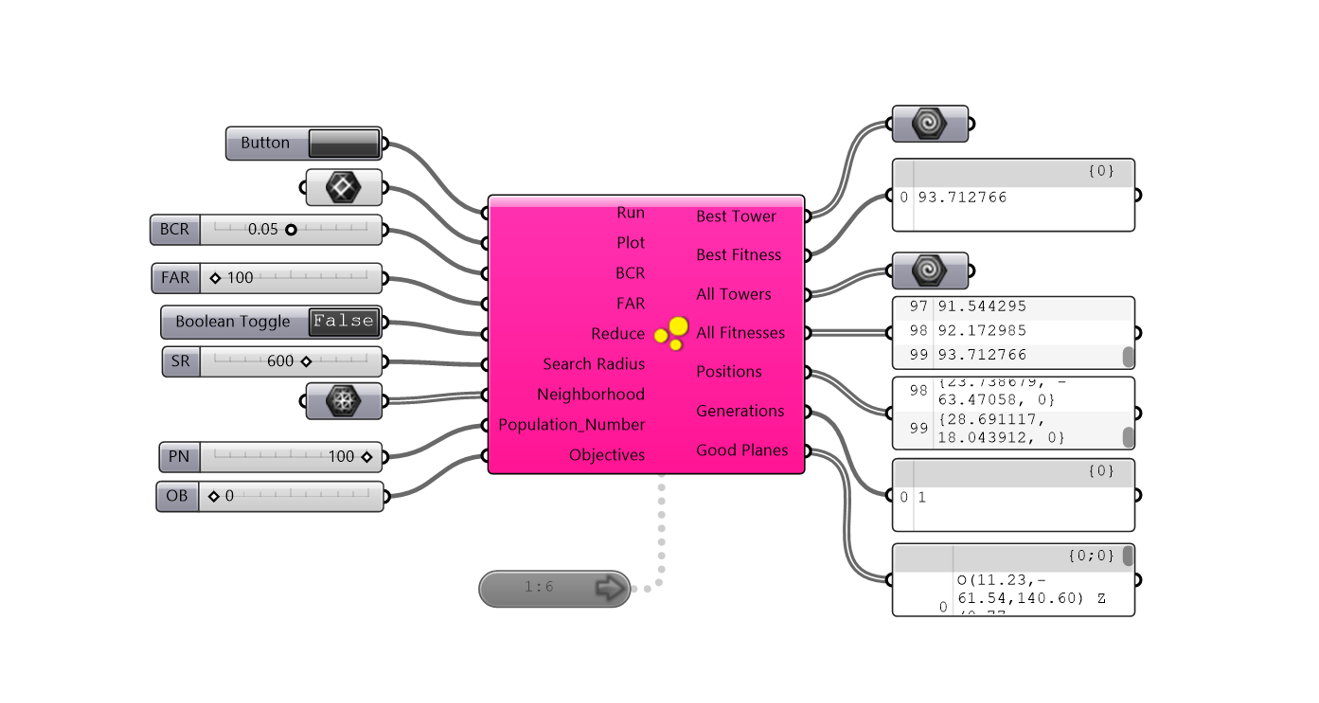 Button
BCR 0.05
FAR 100
Boolean Toggle False
SR 600
PN 100
OB 0
Run
Plot
BCR
FAR
Reduce
Search Radius
Neighborhood
Population_Number
Objectives
Best Tower
Best Fitness
All Towers
All Fitnesses
Positions
Generations
Good Planes
1:6
{0}
0 93.712766
97 91.544295
98 92.172985
99 93.712766
{23.738679, -
98
63.47058, 0}
{28.691117,
99
18.043912, 0}
{0}
0 1
{0;0}
O(11.23,-
61.54,140.60) Z
0